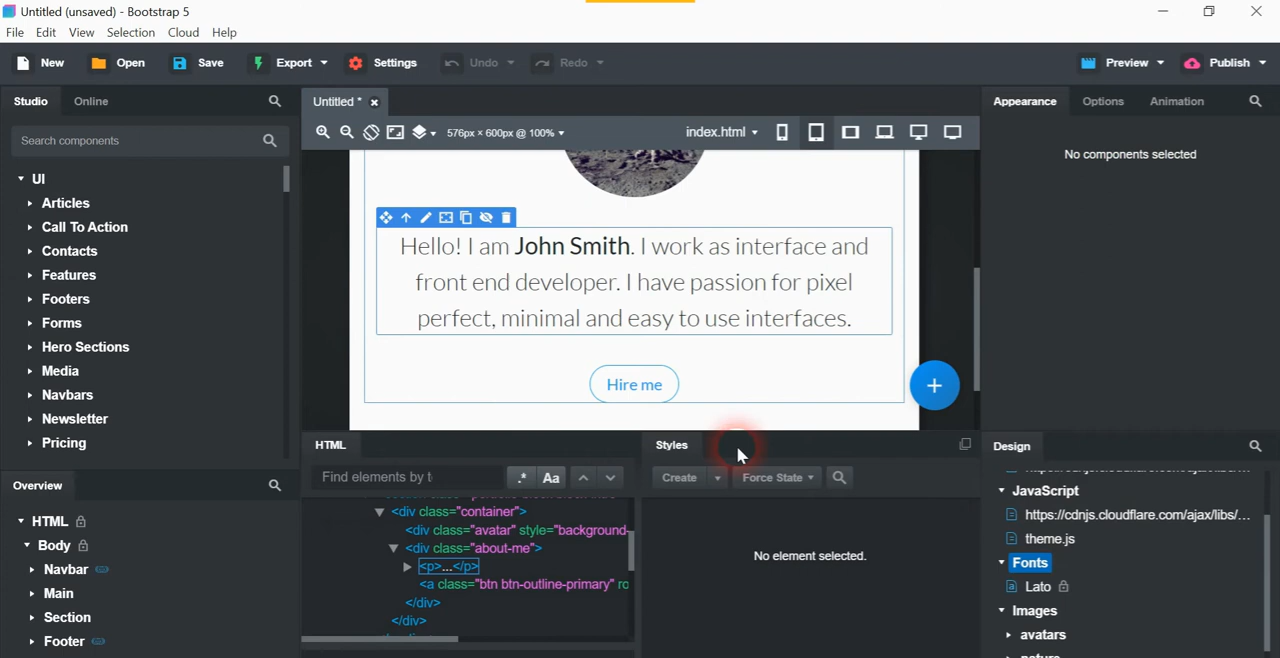 Untitled (unsaved) - Bootstrap 5
File Edit View Selection Cloud Help
New Open Save Export Settings Undo Redo Preview Publish
Studio Online
Untitled *
Appearance Options Animation
Search components
576px × 600px @ 100%
index.html
No components selected
UI
Articles
Call To Action
Contacts
Features
Footers
Forms
Hero Sections
Media
Navbars
Newsletter
Pricing
Hello! I am John Smith. I work as interface and
front end developer. I have passion for pixel
perfect, minimal and easy to use interfaces.
Hire me
+
Overview
HTML
Body
Navbar
Main
Section
Footer
HTML
Find elements by t
.* Aa
<div class="container">
<div class="avatar" style="background-
<div class="about-me">
<p>...</p>
<a class="btn btn-outline-primary" ro
</div>
</div>
Styles
Create Force State
No element selected.
Design
JavaScript
https://cdnjs.cloudflare.com/ajax/libs/...
theme.js
Fonts
Lato
Images
avatars